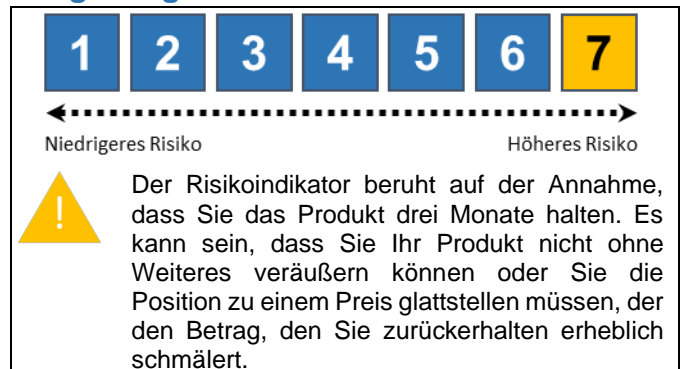 1 2 3 4 5 6 7
Niedrigeres Risiko Höheres Risiko
!
Der Risikoindikator beruht auf der Annahme,
dass Sie das Produkt drei Monate halten. Es
kann sein, dass Sie Ihr Produkt nicht ohne
Weiteres veräußern können oder Sie die
Position zu einem Preis glattstellen müssen, der
den Betrag, den Sie zurückerhalten erheblich
schmälert.